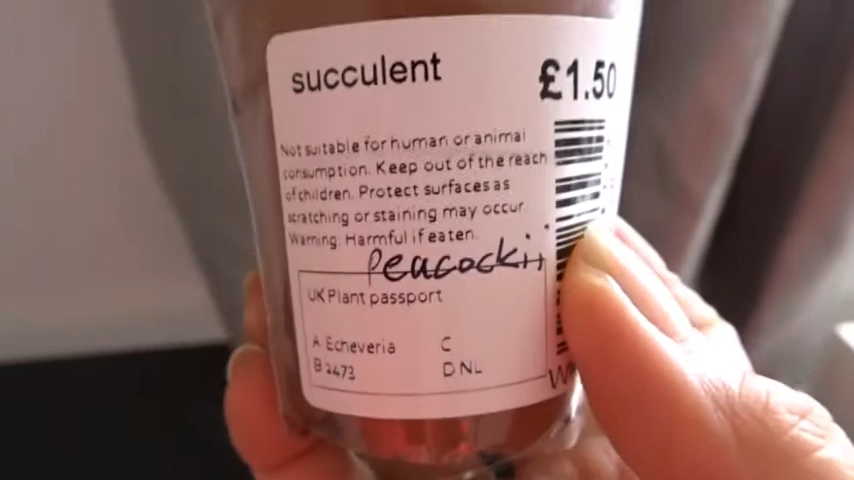 succulent
£1.50
Not suitable for human or animal
consumption. Keep out of the reach
of children. Protect surfaces as
scratching or staining may occur.
Warning. Harmful if eaten.
Peacockii
UK Plant passport
A Echeveria C
B 2473 D NL